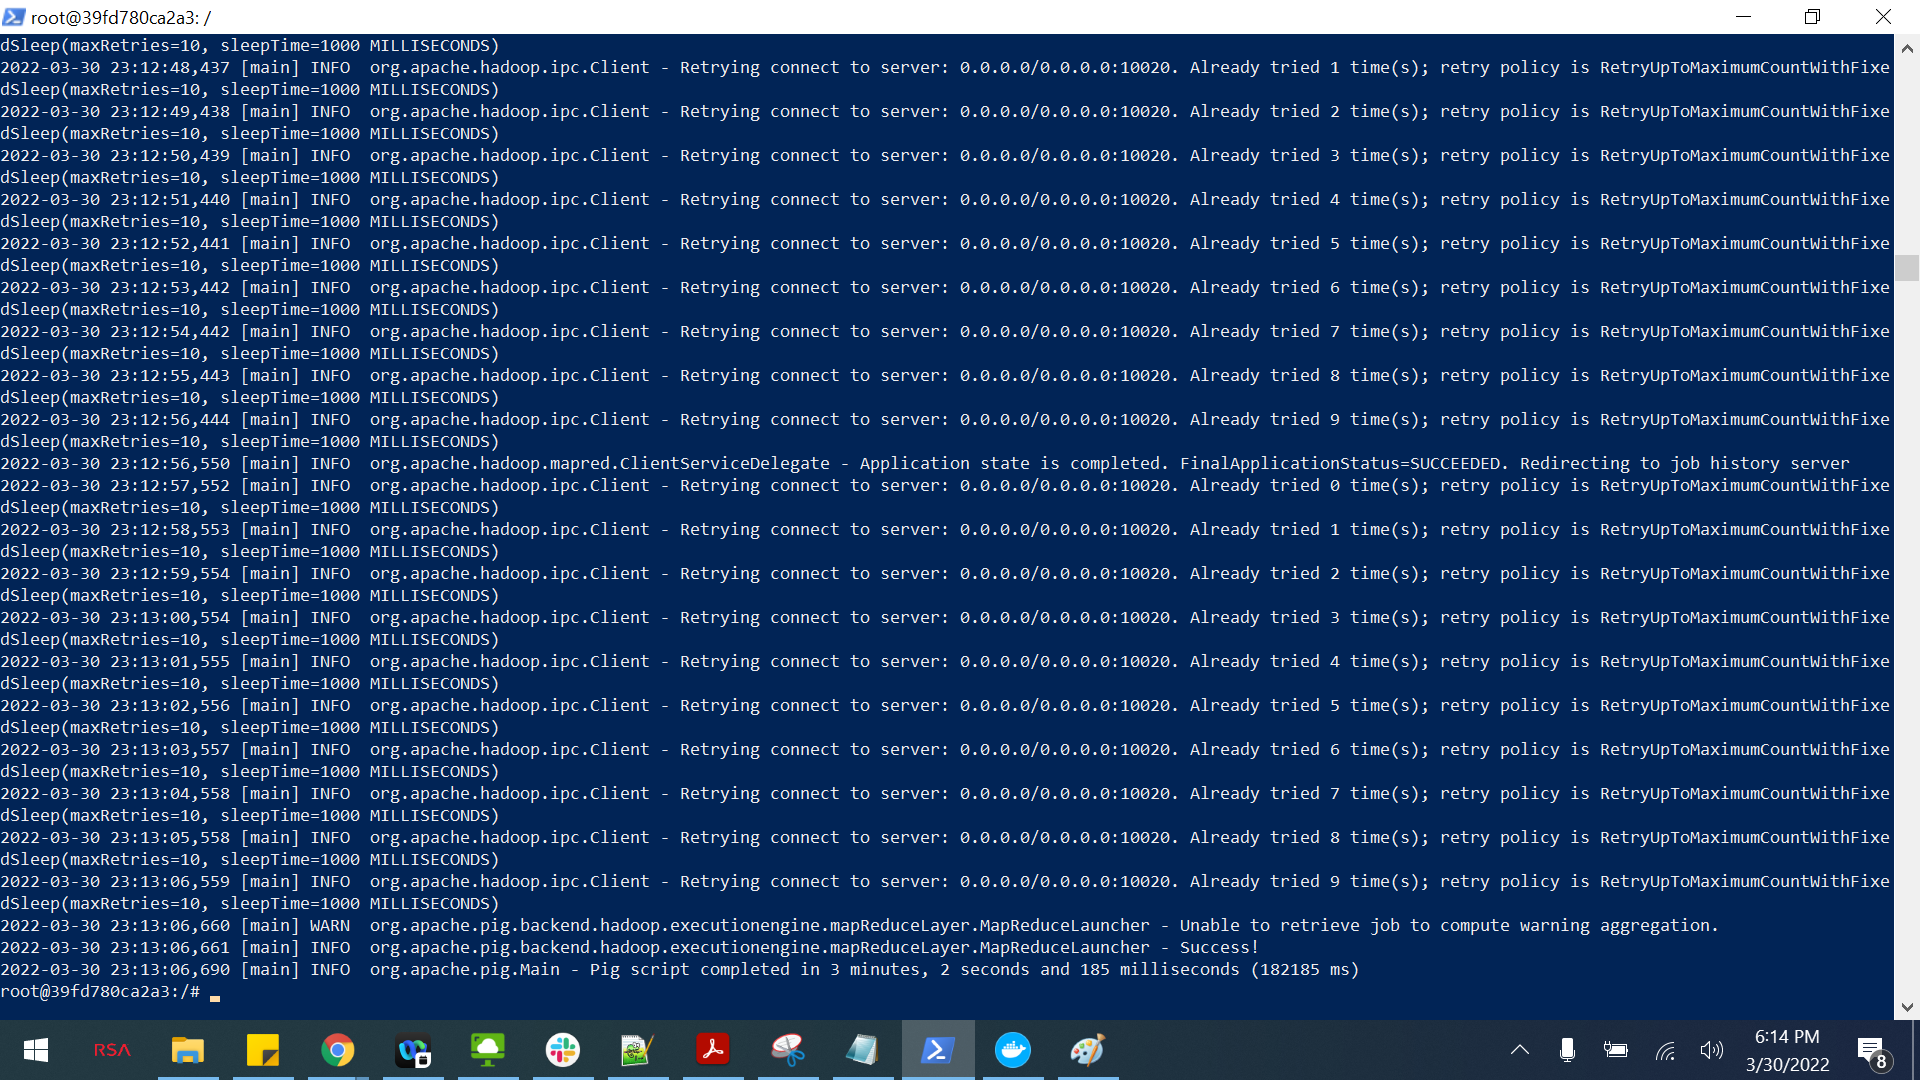 root@39fd780ca2a3: /
dSleep(maxRetries=10, sleepTime=1000 MILLISECONDS)
2022-03-30 23:12:48,437 [main] INFO  org.apache.hadoop.ipc.Client - Retrying connect to server: 0.0.0.0/0.0.0.0:10020. Already tried 1 time(s); retry policy is RetryUpToMaximumCountWithFixe
dSleep(maxRetries=10, sleepTime=1000 MILLISECONDS)
2022-03-30 23:12:49,438 [main] INFO  org.apache.hadoop.ipc.Client - Retrying connect to server: 0.0.0.0/0.0.0.0:10020. Already tried 2 time(s); retry policy is RetryUpToMaximumCountWithFixe
dSleep(maxRetries=10, sleepTime=1000 MILLISECONDS)
2022-03-30 23:12:50,439 [main] INFO  org.apache.hadoop.ipc.Client - Retrying connect to server: 0.0.0.0/0.0.0.0:10020. Already tried 3 time(s); retry policy is RetryUpToMaximumCountWithFixe
dSleep(maxRetries=10, sleepTime=1000 MILLISECONDS)
2022-03-30 23:12:51,440 [main] INFO  org.apache.hadoop.ipc.Client - Retrying connect to server: 0.0.0.0/0.0.0.0:10020. Already tried 4 time(s); retry policy is RetryUpToMaximumCountWithFixe
dSleep(maxRetries=10, sleepTime=1000 MILLISECONDS)
2022-03-30 23:12:52,441 [main] INFO  org.apache.hadoop.ipc.Client - Retrying connect to server: 0.0.0.0/0.0.0.0:10020. Already tried 5 time(s); retry policy is RetryUpToMaximumCountWithFixe
dSleep(maxRetries=10, sleepTime=1000 MILLISECONDS)
2022-03-30 23:12:53,442 [main] INFO  org.apache.hadoop.ipc.Client - Retrying connect to server: 0.0.0.0/0.0.0.0:10020. Already tried 6 time(s); retry policy is RetryUpToMaximumCountWithFixe
dSleep(maxRetries=10, sleepTime=1000 MILLISECONDS)
2022-03-30 23:12:54,442 [main] INFO  org.apache.hadoop.ipc.Client - Retrying connect to server: 0.0.0.0/0.0.0.0:10020. Already tried 7 time(s); retry policy is RetryUpToMaximumCountWithFixe
dSleep(maxRetries=10, sleepTime=1000 MILLISECONDS)
2022-03-30 23:12:55,443 [main] INFO  org.apache.hadoop.ipc.Client - Retrying connect to server: 0.0.0.0/0.0.0.0:10020. Already tried 8 time(s); retry policy is RetryUpToMaximumCountWithFixe
dSleep(maxRetries=10, sleepTime=1000 MILLISECONDS)
2022-03-30 23:12:56,444 [main] INFO  org.apache.hadoop.ipc.Client - Retrying connect to server: 0.0.0.0/0.0.0.0:10020. Already tried 9 time(s); retry policy is RetryUpToMaximumCountWithFixe
dSleep(maxRetries=10, sleepTime=1000 MILLISECONDS)
2022-03-30 23:12:56,550 [main] INFO  org.apache.hadoop.mapred.ClientServiceDelegate - Application state is completed. FinalApplicationStatus=SUCCEEDED. Redirecting to job history server
2022-03-30 23:12:57,552 [main] INFO  org.apache.hadoop.ipc.Client - Retrying connect to server: 0.0.0.0/0.0.0.0:10020. Already tried 0 time(s); retry policy is RetryUpToMaximumCountWithFixe
dSleep(maxRetries=10, sleepTime=1000 MILLISECONDS)
2022-03-30 23:12:58,553 [main] INFO  org.apache.hadoop.ipc.Client - Retrying connect to server: 0.0.0.0/0.0.0.0:10020. Already tried 1 time(s); retry policy is RetryUpToMaximumCountWithFixe
dSleep(maxRetries=10, sleepTime=1000 MILLISECONDS)
2022-03-30 23:12:59,554 [main] INFO  org.apache.hadoop.ipc.Client - Retrying connect to server: 0.0.0.0/0.0.0.0:10020. Already tried 2 time(s); retry policy is RetryUpToMaximumCountWithFixe
dSleep(maxRetries=10, sleepTime=1000 MILLISECONDS)
2022-03-30 23:13:00,554 [main] INFO  org.apache.hadoop.ipc.Client - Retrying connect to server: 0.0.0.0/0.0.0.0:10020. Already tried 3 time(s); retry policy is RetryUpToMaximumCountWithFixe
dSleep(maxRetries=10, sleepTime=1000 MILLISECONDS)
2022-03-30 23:13:01,555 [main] INFO  org.apache.hadoop.ipc.Client - Retrying connect to server: 0.0.0.0/0.0.0.0:10020. Already tried 4 time(s); retry policy is RetryUpToMaximumCountWithFixe
dSleep(maxRetries=10, sleepTime=1000 MILLISECONDS)
2022-03-30 23:13:02,556 [main] INFO  org.apache.hadoop.ipc.Client - Retrying connect to server: 0.0.0.0/0.0.0.0:10020. Already tried 5 time(s); retry policy is RetryUpToMaximumCountWithFixe
dSleep(maxRetries=10, sleepTime=1000 MILLISECONDS)
2022-03-30 23:13:03,557 [main] INFO  org.apache.hadoop.ipc.Client - Retrying connect to server: 0.0.0.0/0.0.0.0:10020. Already tried 6 time(s); retry policy is RetryUpToMaximumCountWithFixe
dSleep(maxRetries=10, sleepTime=1000 MILLISECONDS)
2022-03-30 23:13:04,558 [main] INFO  org.apache.hadoop.ipc.Client - Retrying connect to server: 0.0.0.0/0.0.0.0:10020. Already tried 7 time(s); retry policy is RetryUpToMaximumCountWithFixe
dSleep(maxRetries=10, sleepTime=1000 MILLISECONDS)
2022-03-30 23:13:05,558 [main] INFO  org.apache.hadoop.ipc.Client - Retrying connect to server: 0.0.0.0/0.0.0.0:10020. Already tried 8 time(s); retry policy is RetryUpToMaximumCountWithFixe
dSleep(maxRetries=10, sleepTime=1000 MILLISECONDS)
2022-03-30 23:13:06,559 [main] INFO  org.apache.hadoop.ipc.Client - Retrying connect to server: 0.0.0.0/0.0.0.0:10020. Already tried 9 time(s); retry policy is RetryUpToMaximumCountWithFixe
dSleep(maxRetries=10, sleepTime=1000 MILLISECONDS)
2022-03-30 23:13:06,660 [main] WARN  org.apache.pig.backend.hadoop.executionengine.mapReduceLayer.MapReduceLauncher - Unable to retrieve job to compute warning aggregation.
2022-03-30 23:13:06,661 [main] INFO  org.apache.pig.backend.hadoop.executionengine.mapReduceLayer.MapReduceLauncher - Success!
2022-03-30 23:13:06,690 [main] INFO  org.apache.pig.Main - Pig script completed in 3 minutes, 2 seconds and 185 milliseconds (182185 ms)
root@39fd780ca2a3:/#
RSA
6:14 PM
3/30/2022
8